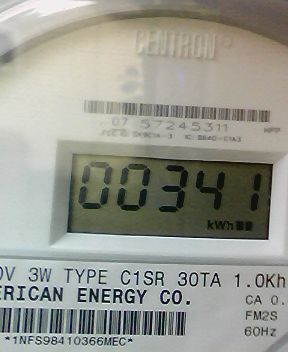 CENTRON
07 57245311
00341
kWh
0V 3W TYPE C1SR 30TA 1.0Kh
ERICAN ENERGY CO.
CA 0.
FM2S
60Hz
*1NFS98410366MEC*